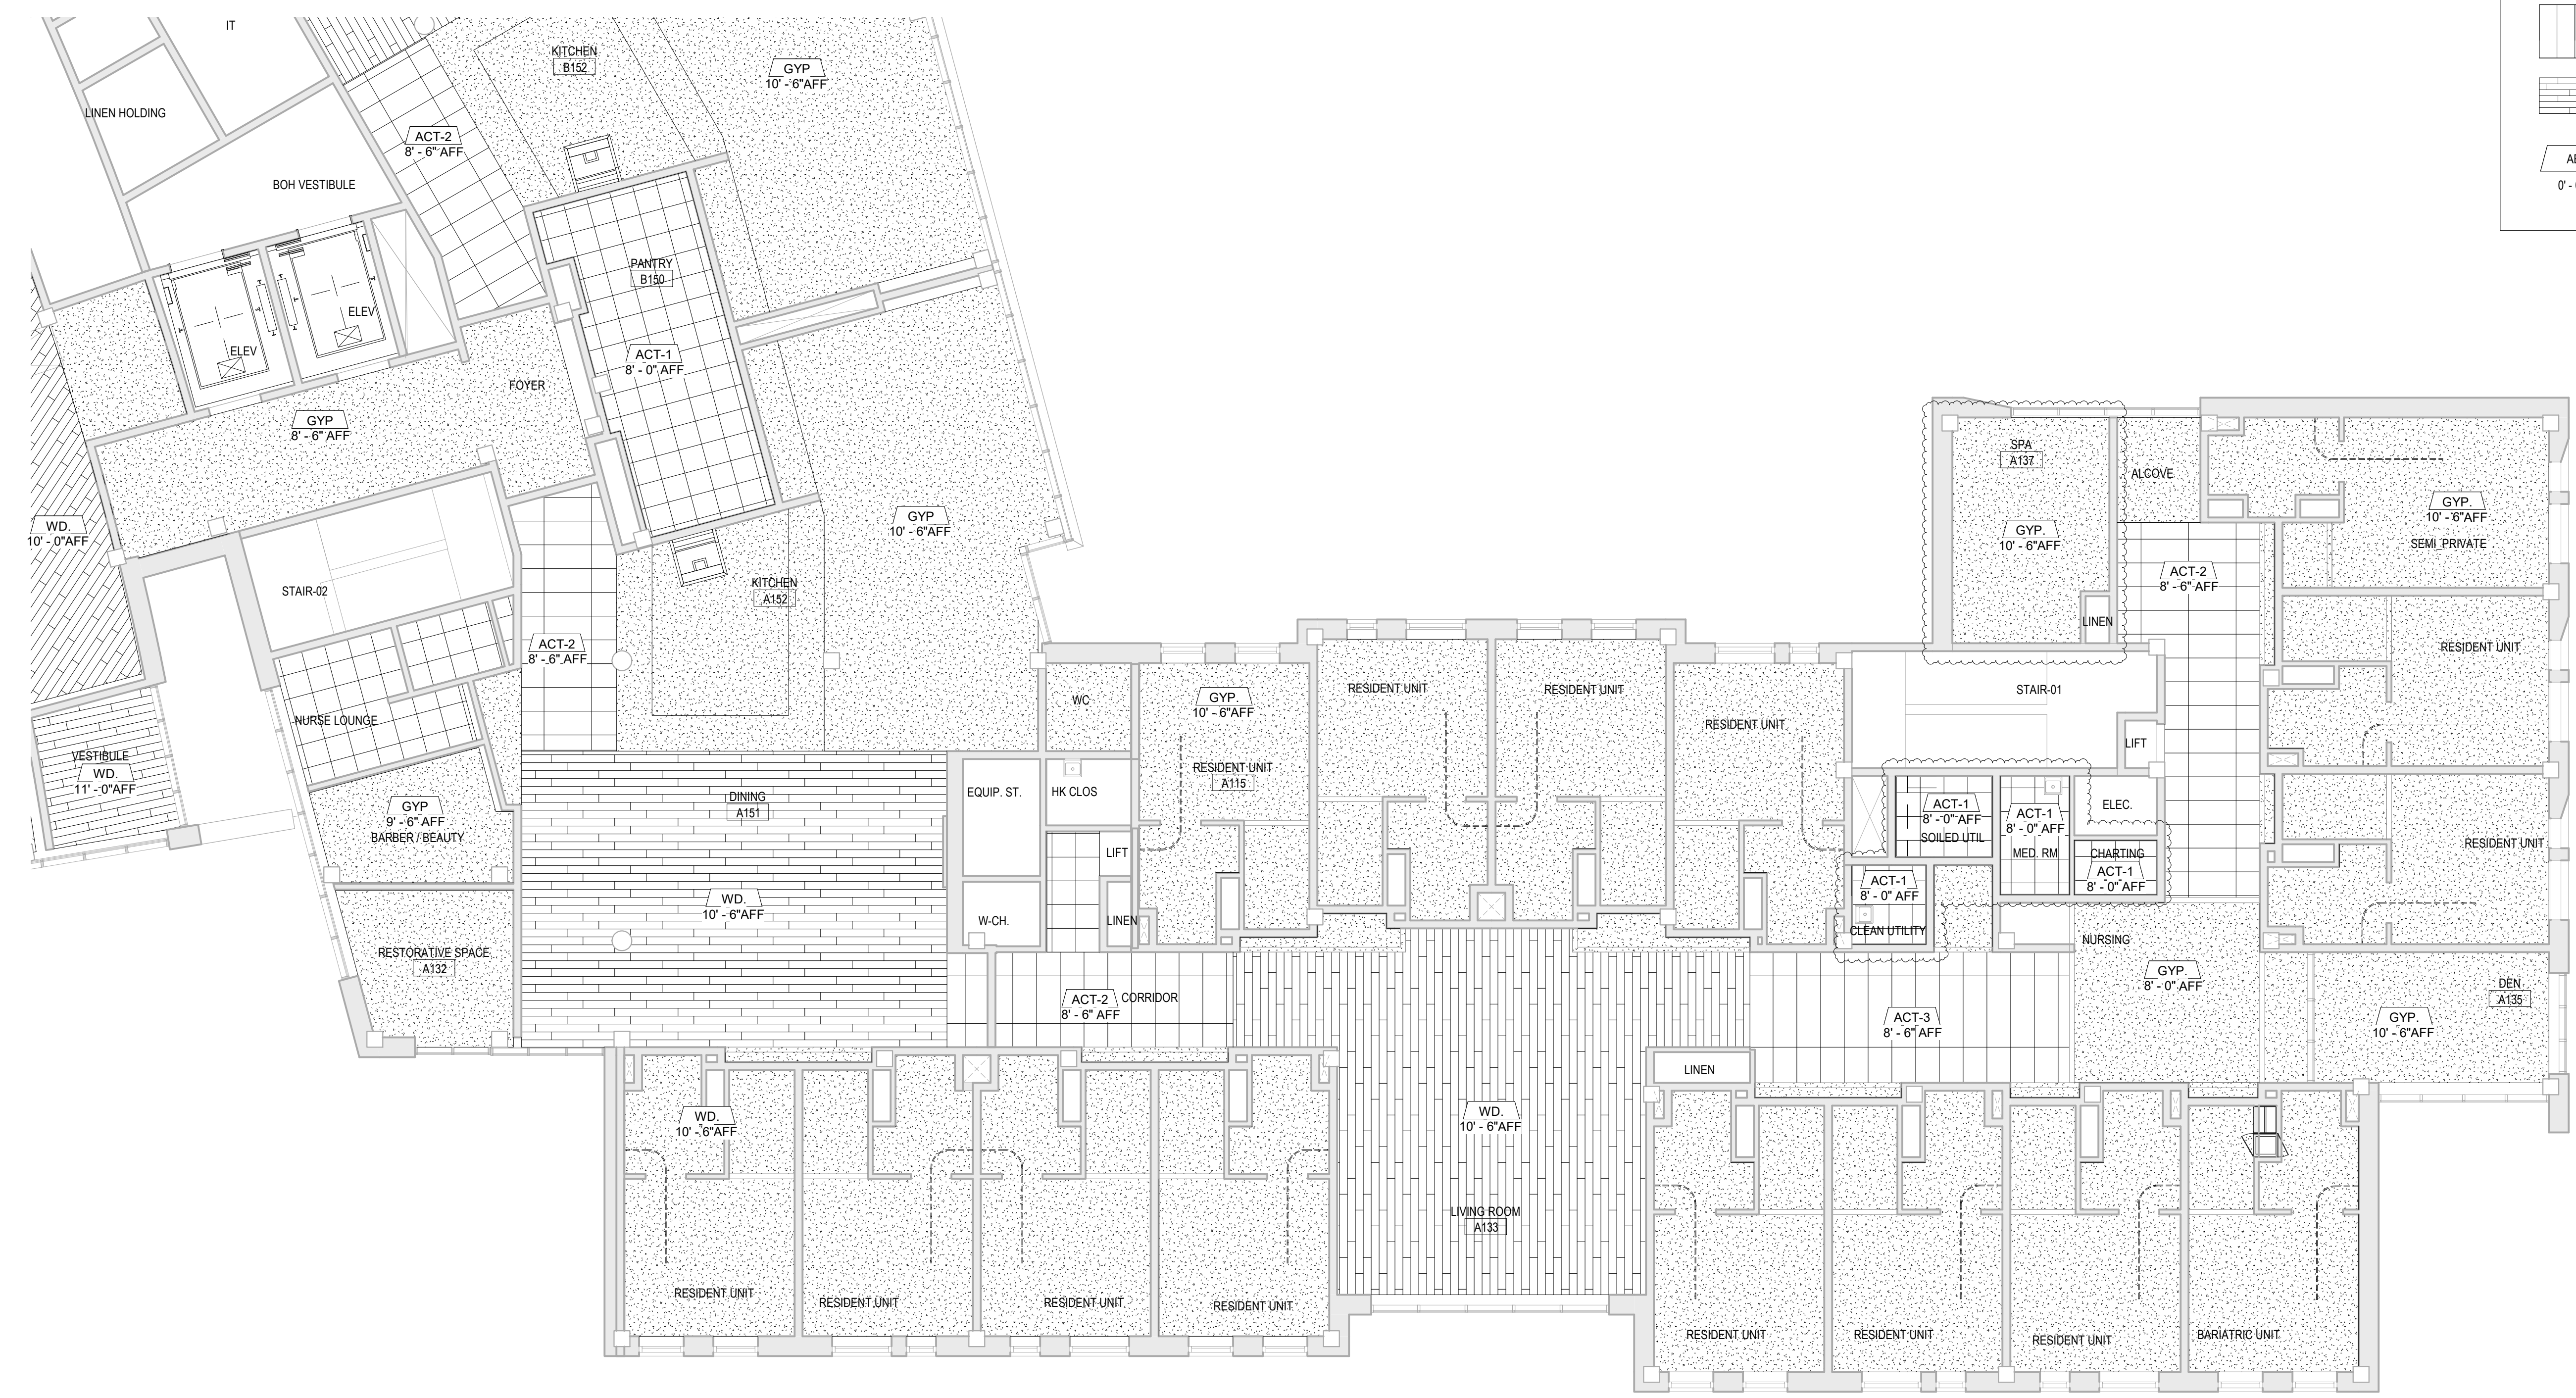 IT
KITCHEN
B152
GYP
10' - 6"AFF
LINEN HOLDING
ACT-2
8' - 6" AFF
BOH VESTIBULE
0' -
PANTRY
B150
ELEV
ELEV
ACT-1
8' - 0" AFF
FOYER
GYP
8' - 6" AFF
WD.
10' - 0"AFF
STAIR-02
GYP
10' - 6"AFF
KITCHEN
A152
ACT-2
8' - 6" AFF
NURSE LOUNGE
VESTIBULE
WD.
11' - 0"AFF
GYP
9' - 6" AFF
BARBER / BEAUTY
DINING
A151
WD.
10' - 6"AFF
RESTORATIVE SPACE
A132
EQUIP. ST.
HK CLOS
WC
LIFT
W-CH.
LINEN
GYP.
10' - 6"AFF
RESIDENT UNIT
A115
RESIDENT UNIT
RESIDENT UNIT
RESIDENT UNIT
ACT-2
8' - 6" AFF
CORRIDOR
SPA
A137
ALCOVE
GYP.
10' - 6"AFF
LINEN
ACT-2
8' - 6" AFF
GYP.
10' - 6"AFF
SEMI_PRIVATE
STAIR-01
LIFT
RESIDENT UNIT
ACT-1
8' - 0" AFF
SOILED UTIL
ACT-1
8' - 0" AFF
MED. RM
ELEC.
CHARTING
ACT-1
8' - 0" AFF
RESIDENT UNIT
ACT-1
8' - 0" AFF
CLEAN UTILITY
NURSING
GYP.
8' - 0" AFF
DEN
A135
GYP.
10' - 6"AFF
ACT-3
8' - 6" AFF
LINEN
WD.
10' - 6"AFF
WD.
10' - 6"AFF
LIVING ROOM
A133
RESIDENT UNIT
RESIDENT UNIT
RESIDENT UNIT
RESIDENT UNIT
RESIDENT UNIT
RESIDENT UNIT
RESIDENT UNIT
BARIATRIC UNIT